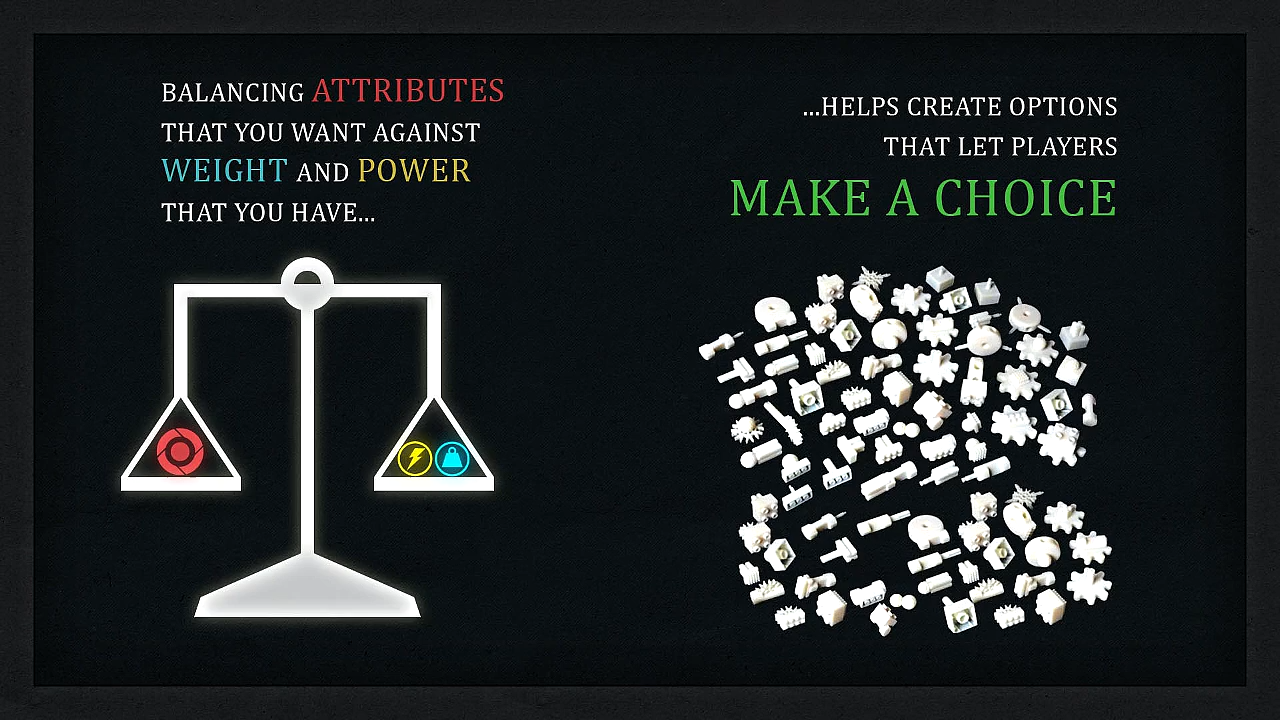 BALANCING ATTRIBUTES
THAT YOU WANT AGAINST
WEIGHT AND POWER
THAT YOU HAVE...
...HELPS CREATE OPTIONS
THAT LET PLAYERS
MAKE A CHOICE